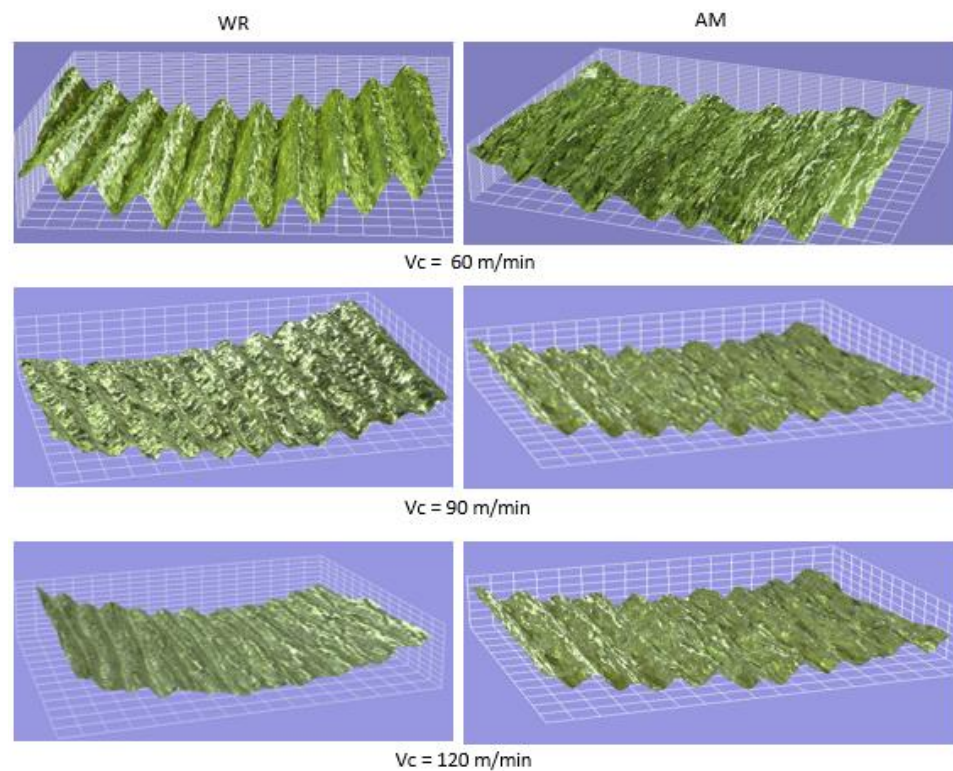 WR
AM
Vc = 60 m/min
Vc = 90 m/min
Vc = 120 m/min